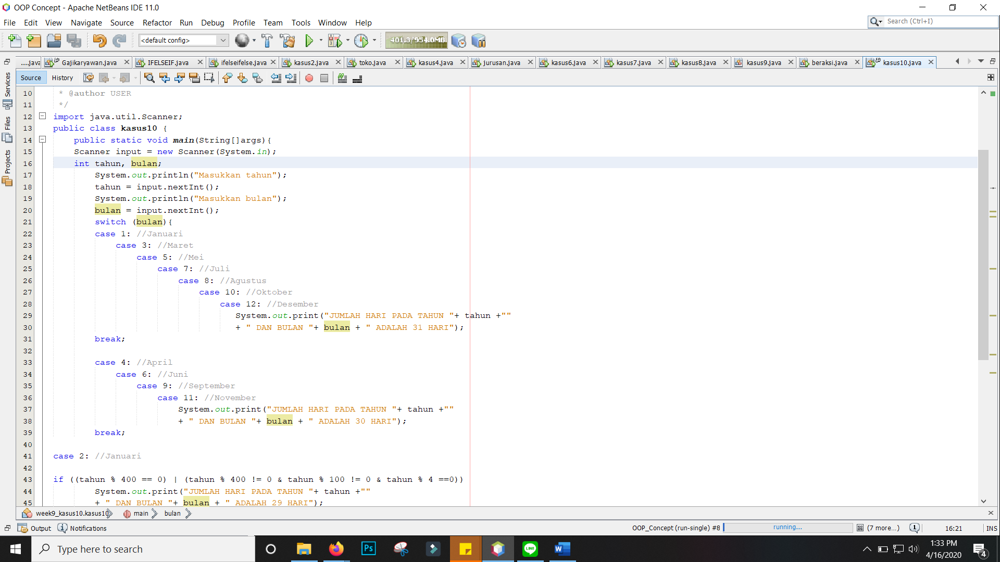 OOP Concept - Apache NetBeans IDE 11.0
File Edit View Navigate Source Refactor Run Debug Profile Team Tools Window Help
Search (Ctrl+I)
<default config>
401.3/954.0MB
....java Gajikaryawan.java IFELSEIF.java ifelseifelse.java kasus2.java toko.java kasus4.java jurusan.java kasus6.java kasus7.java kasus8.java kasus9.java beraksi.java kasus10.java
Source History
Services
Files
Projects
10 * @author USER
11 */
12 import java.util.Scanner;
13 public class kasus10 {
14 public static void main(String[]args){
15 Scanner input = new Scanner(System.in);
16 int tahun, bulan;
17 System.out.println("Masukkan tahun");
18 tahun = input.nextInt();
19 System.out.println("Masukkan bulan");
20 bulan = input.nextInt();
21 switch (bulan){
22 case 1: //Januari
23 case 3: //Maret
24 case 5: //Mei
25 case 7: //Juli
26 case 8: //Agustus
27 case 10: //Oktober
28 case 12: //Desember
29 System.out.print("JUMLAH HARI PADA TAHUN "+ tahun +""
30 + " DAN BULAN "+ bulan + " ADALAH 31 HARI");
31 break;
32
33 case 4: //April
34 case 6: //Juni
35 case 9: //September
36 case 11: //November
37 System.out.print("JUMLAH HARI PADA TAHUN "+ tahun +""
38 + " DAN BULAN "+ bulan + " ADALAH 30 HARI");
39 break;
40
41 case 2: //Januari
42
43 if ((tahun % 400 == 0) | (tahun % 400 != 0 & tahun % 100 != 0 & tahun % 4 ==0))
44 System.out.print("JUMLAH HARI PADA TAHUN "+ tahun +""
45 + " DAN BULAN "+ bulan + " ADALAH 29 HARI");
week9_kasus10.kasus10 main bulan
Output Notifications
OOP_Concept (run-single) #8 running... (7 more...) 1 16:21 INS
Type here to search
Ps
LINE
W
1:33 PM
4/16/2020
4